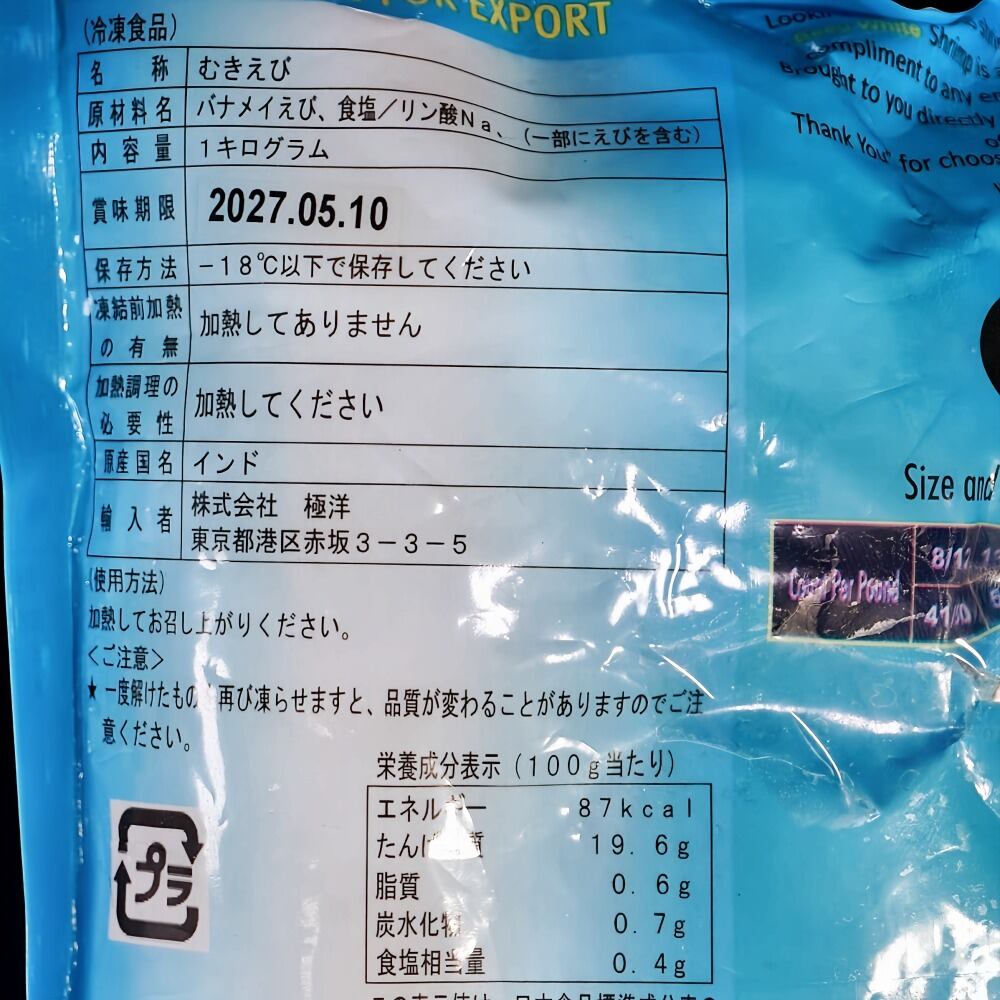 FOR EXPORT
(冷凍食品)
名 称 むきえび
原材料名 バナメイえび、食塩/リン酸Na、(一部にえびを含む)
内容量 1キログラム
賞味期限 2027.05.10
保存方法 -18℃以下で保存してください
凍結前加熱の有無 加熱してありません
加熱調理の必要性 加熱してください
原産国名 インド
輸入者 株式会社 極洋
東京都港区赤坂3-3-5
(使用方法)
加熱してお召し上がりください。
<ご注意>
★一度解けたもの 再び凍らせますと、品質が変わることがありますのでご注
意ください。
栄養成分表示(100g当たり)
エネルギー 87kcal
たんぱく質 19.6g
脂質 0.6g
炭水化物 0.7g
食塩相当量 0.4g
プラ
White Shrimp is
compliment to any
Brought to you directly
Thank You" for
Size and
Count Per Pound
8/12